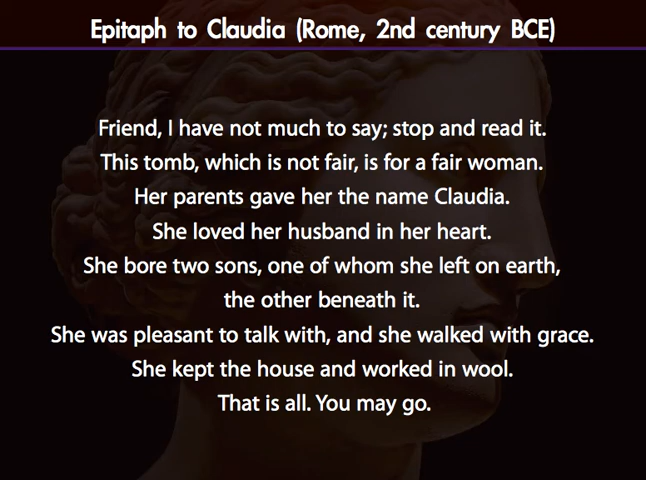 Epitaph to Claudia (Rome, 2nd century BCE)
Friend, I have not much to say; stop and read it.
This tomb, which is not fair, is for a fair woman.
Her parents gave her the name Claudia.
She loved her husband in her heart.
She bore two sons, one of whom she left on earth,
the other beneath it.
She was pleasant to talk with, and she walked with grace.
She kept the house and worked in wool.
That is all. You may go.